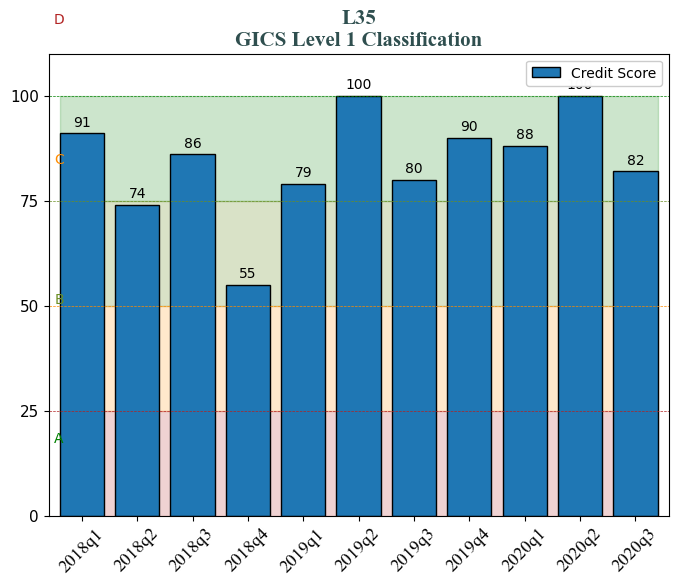 D
L35
GICS Level 1 Classification
Credit Score
100
75
50
25
0
91
74
86
55
79
100
80
90
88
100
82
C
B
A
2018q1
2018q2
2018q3
2018q4
2019q1
2019q2
2019q3
2019q4
2020q1
2020q2
2020q3